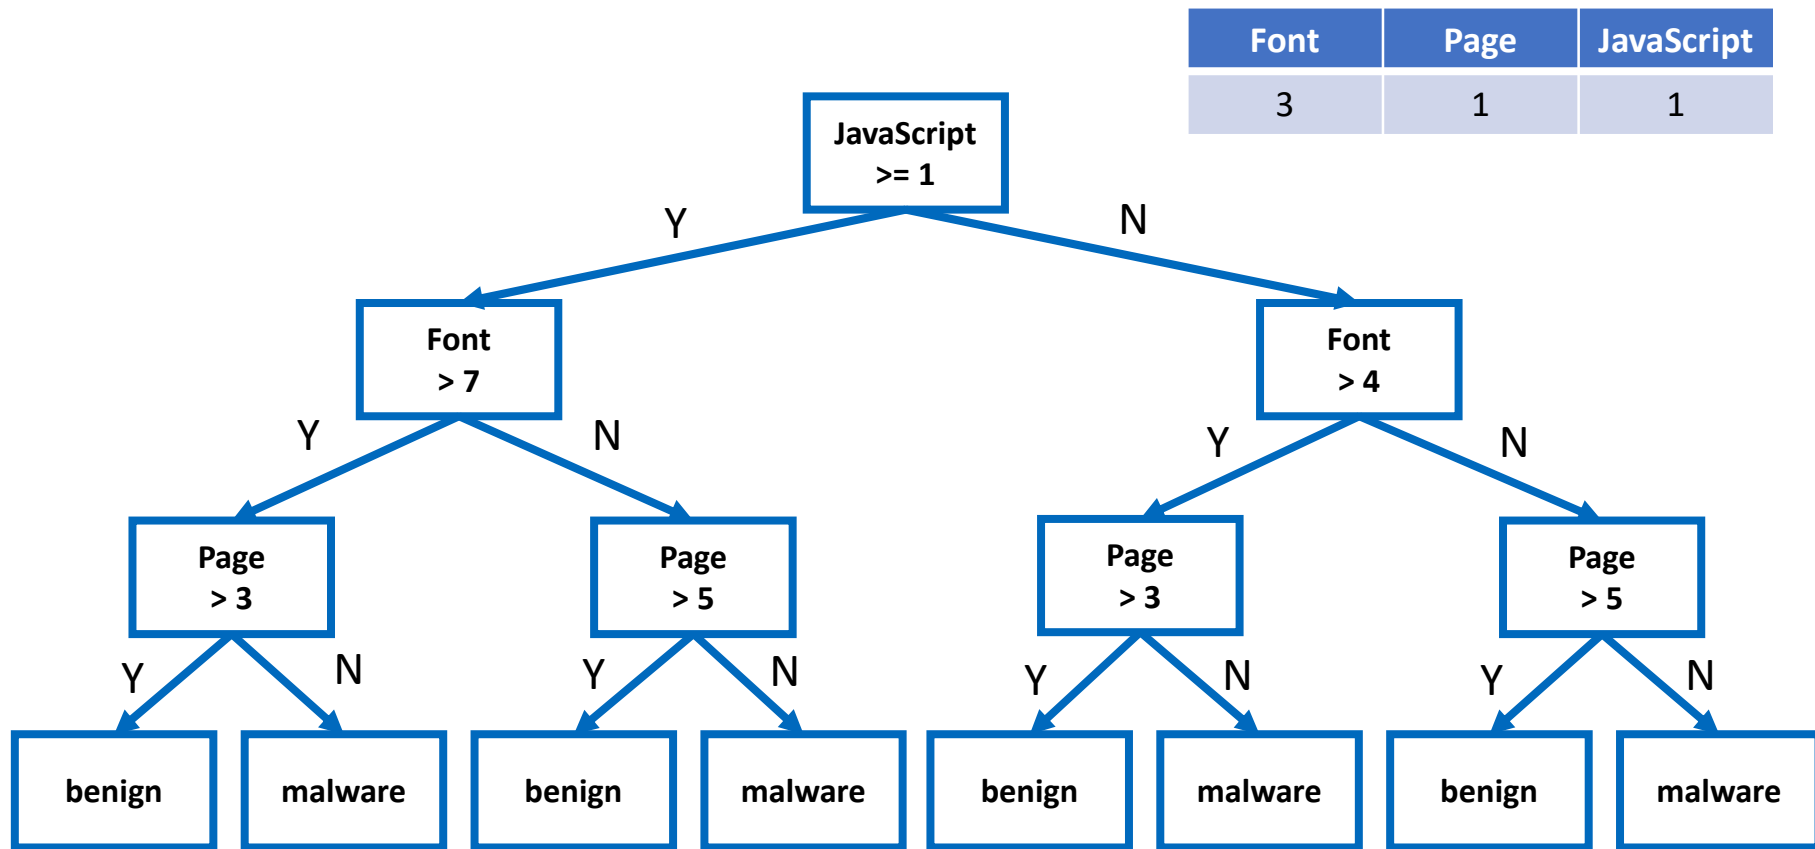 Font Page JavaScript
3 1 1
JavaScript
>= 1
Y N
Font
> 7
Font
> 4
Y N Y N
Page
> 3
Page
> 5
Page
> 3
Page
> 5
Y N Y N Y N Y N
benign malware benign malware benign malware benign malware